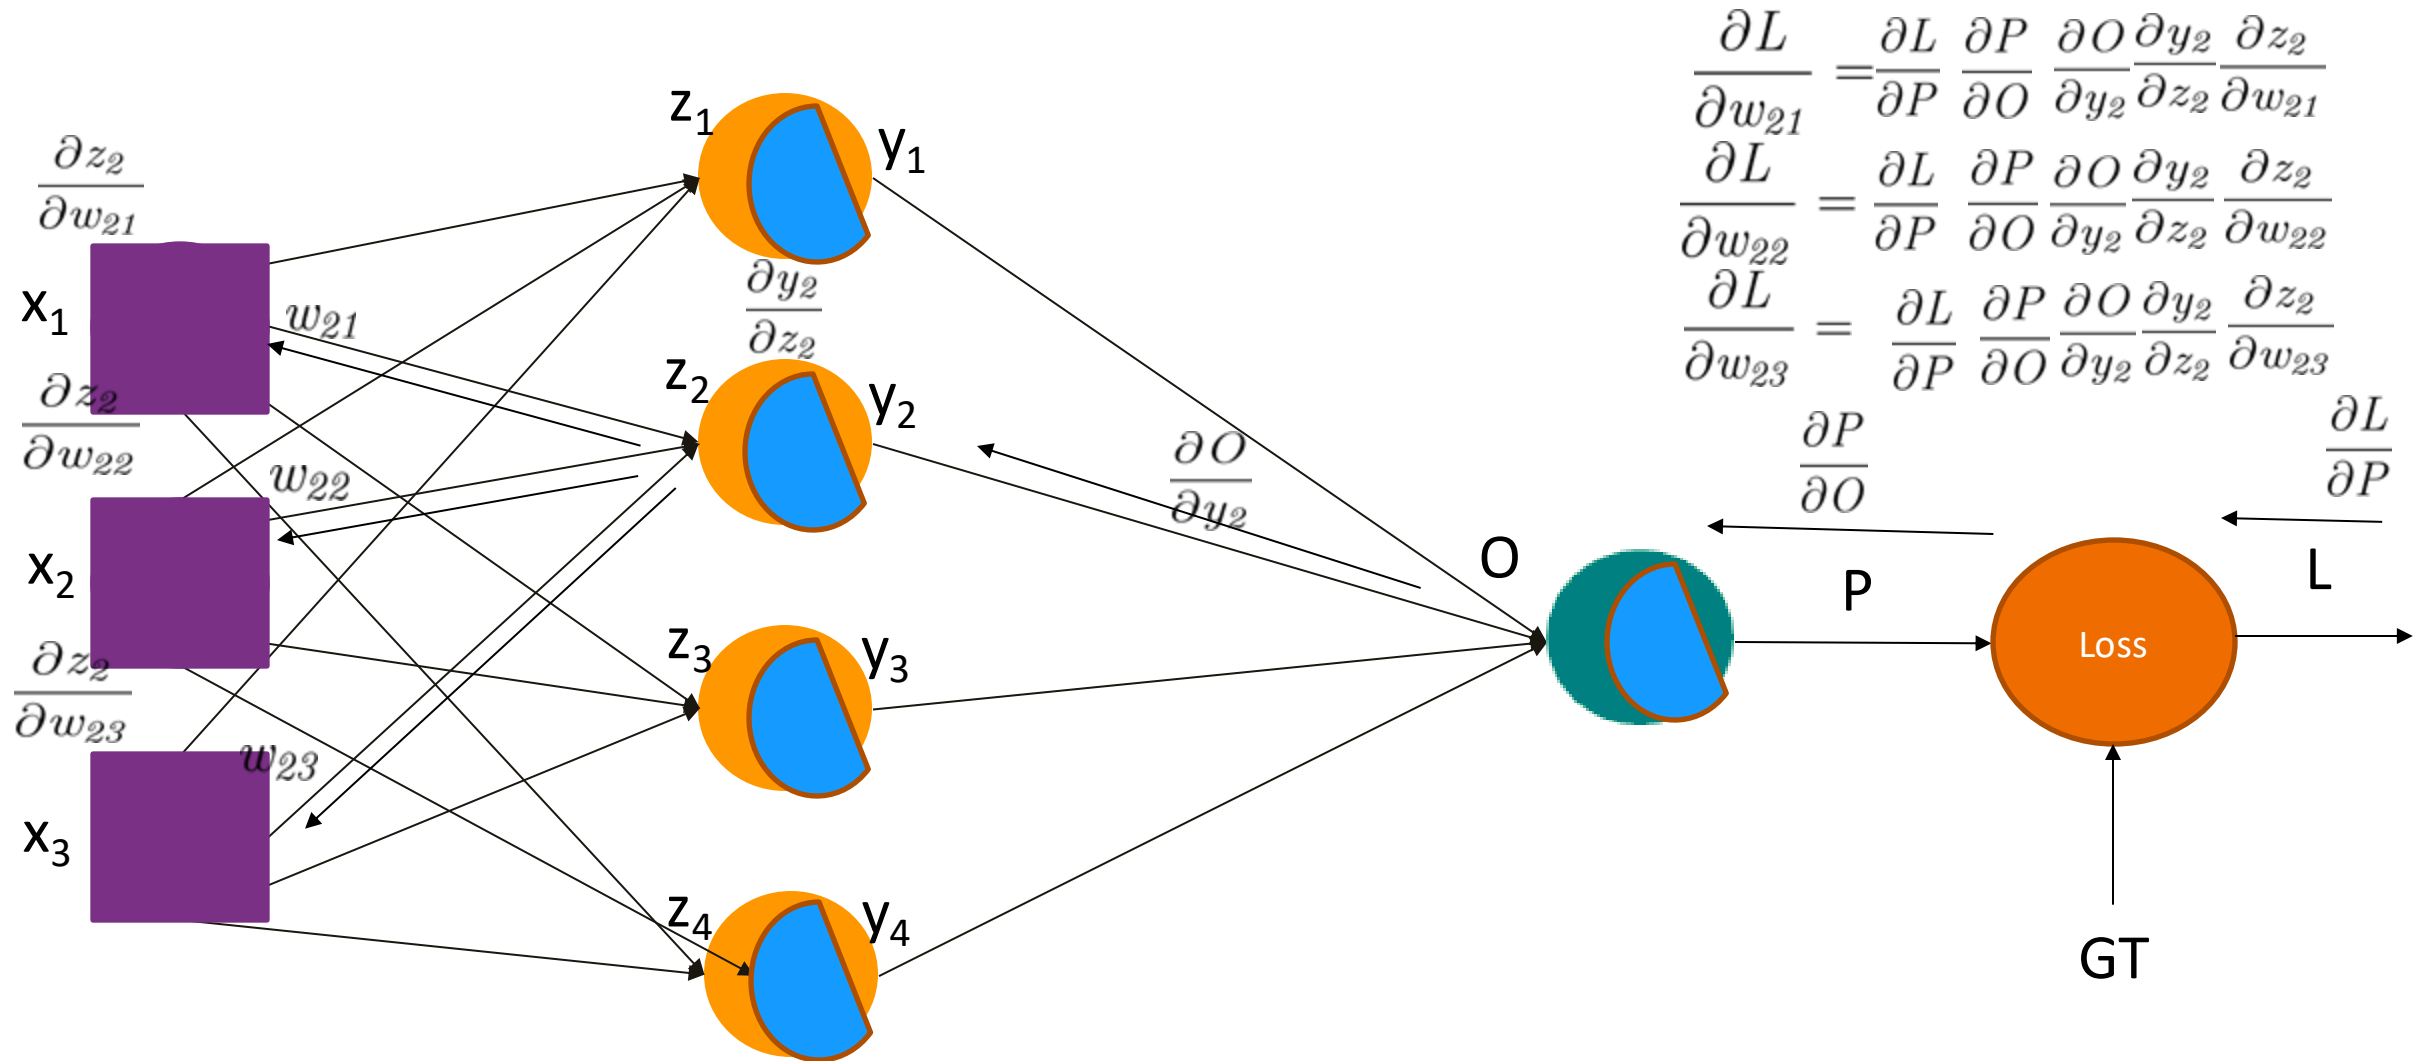 ∂L/∂w₂₁ = ∂L/∂P ∂P/∂O ∂O/∂y₂ ∂y₂/∂z₂ ∂z₂/∂w₂₁
∂L/∂w₂₂ = ∂L/∂P ∂P/∂O ∂O/∂y₂ ∂y₂/∂z₂ ∂z₂/∂w₂₂
∂L/∂w₂₃ = ∂L/∂P ∂P/∂O ∂O/∂y₂ ∂y₂/∂z₂ ∂z₂/∂w₂₃
∂z₂/∂w₂₁
x₁
w₂₁
∂z₂/∂w₂₂
x₂
w₂₂
∂z₂/∂w₂₃
x₃
w₂₃
z₁
y₁
∂y₂/∂z₂
z₂
y₂
z₃
y₃
z₄
y₄
∂O/∂y₂
O
∂P/∂O
P
∂L/∂P
L
Loss
GT